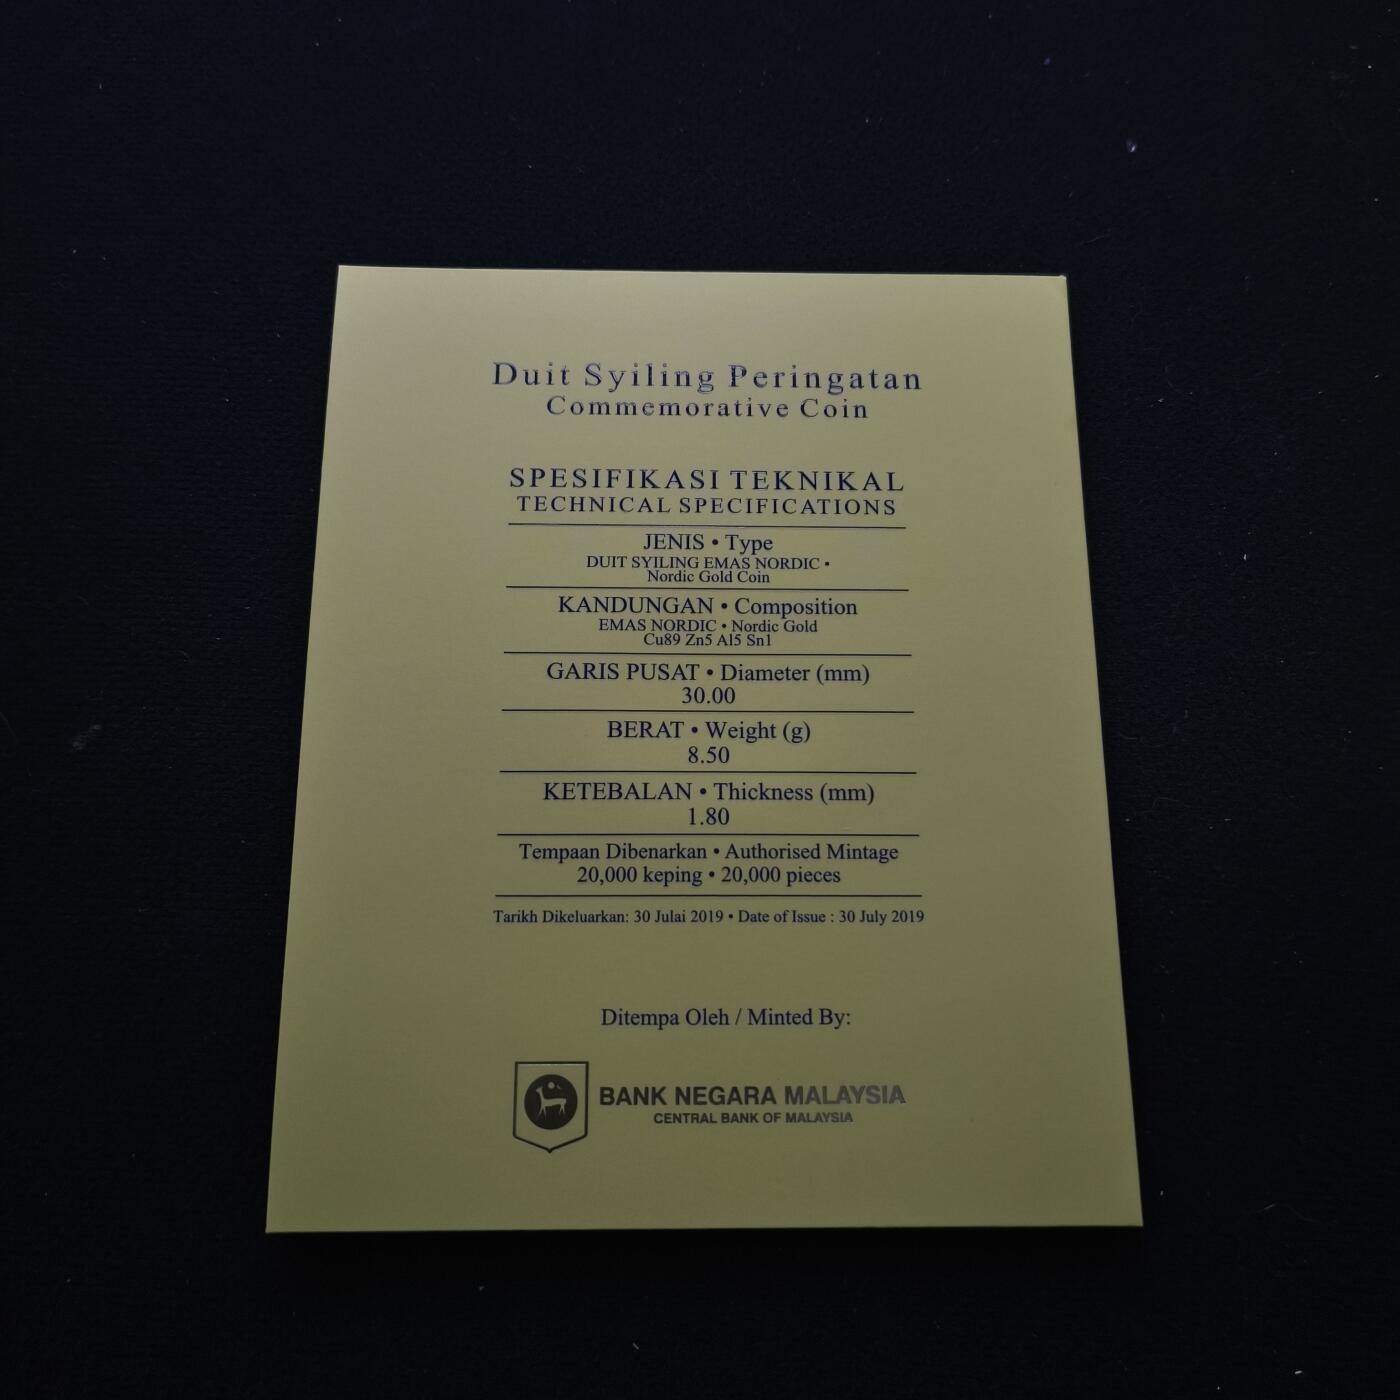 Duit Syiling Peringatan
Commemorative Coin
SPESIFIKASI TEKNIKAL
TECHNICAL SPECIFICATIONS
JENIS • Type
DUIT SYILING EMAS NORDIC •
Nordic Gold Coin
KANDUNGAN • Composition
EMAS NORDIC • Nordic Gold
Cu89 Zn5 Al5 Sn1
GARIS PUSAT • Diameter (mm)
30.00
BERAT • Weight (g)
8.50
KETEBALAN • Thickness (mm)
1.80
Tempaan Dibenarkan • Authorised Mintage
20,000 keping • 20,000 pieces
Tarikh Dikeluarkan: 30 Julai 2019 • Date of Issue : 30 July 2019
Ditempa Oleh / Minted By:
BANK NEGARA MALAYSIA
CENTRAL BANK OF MALAYSIA